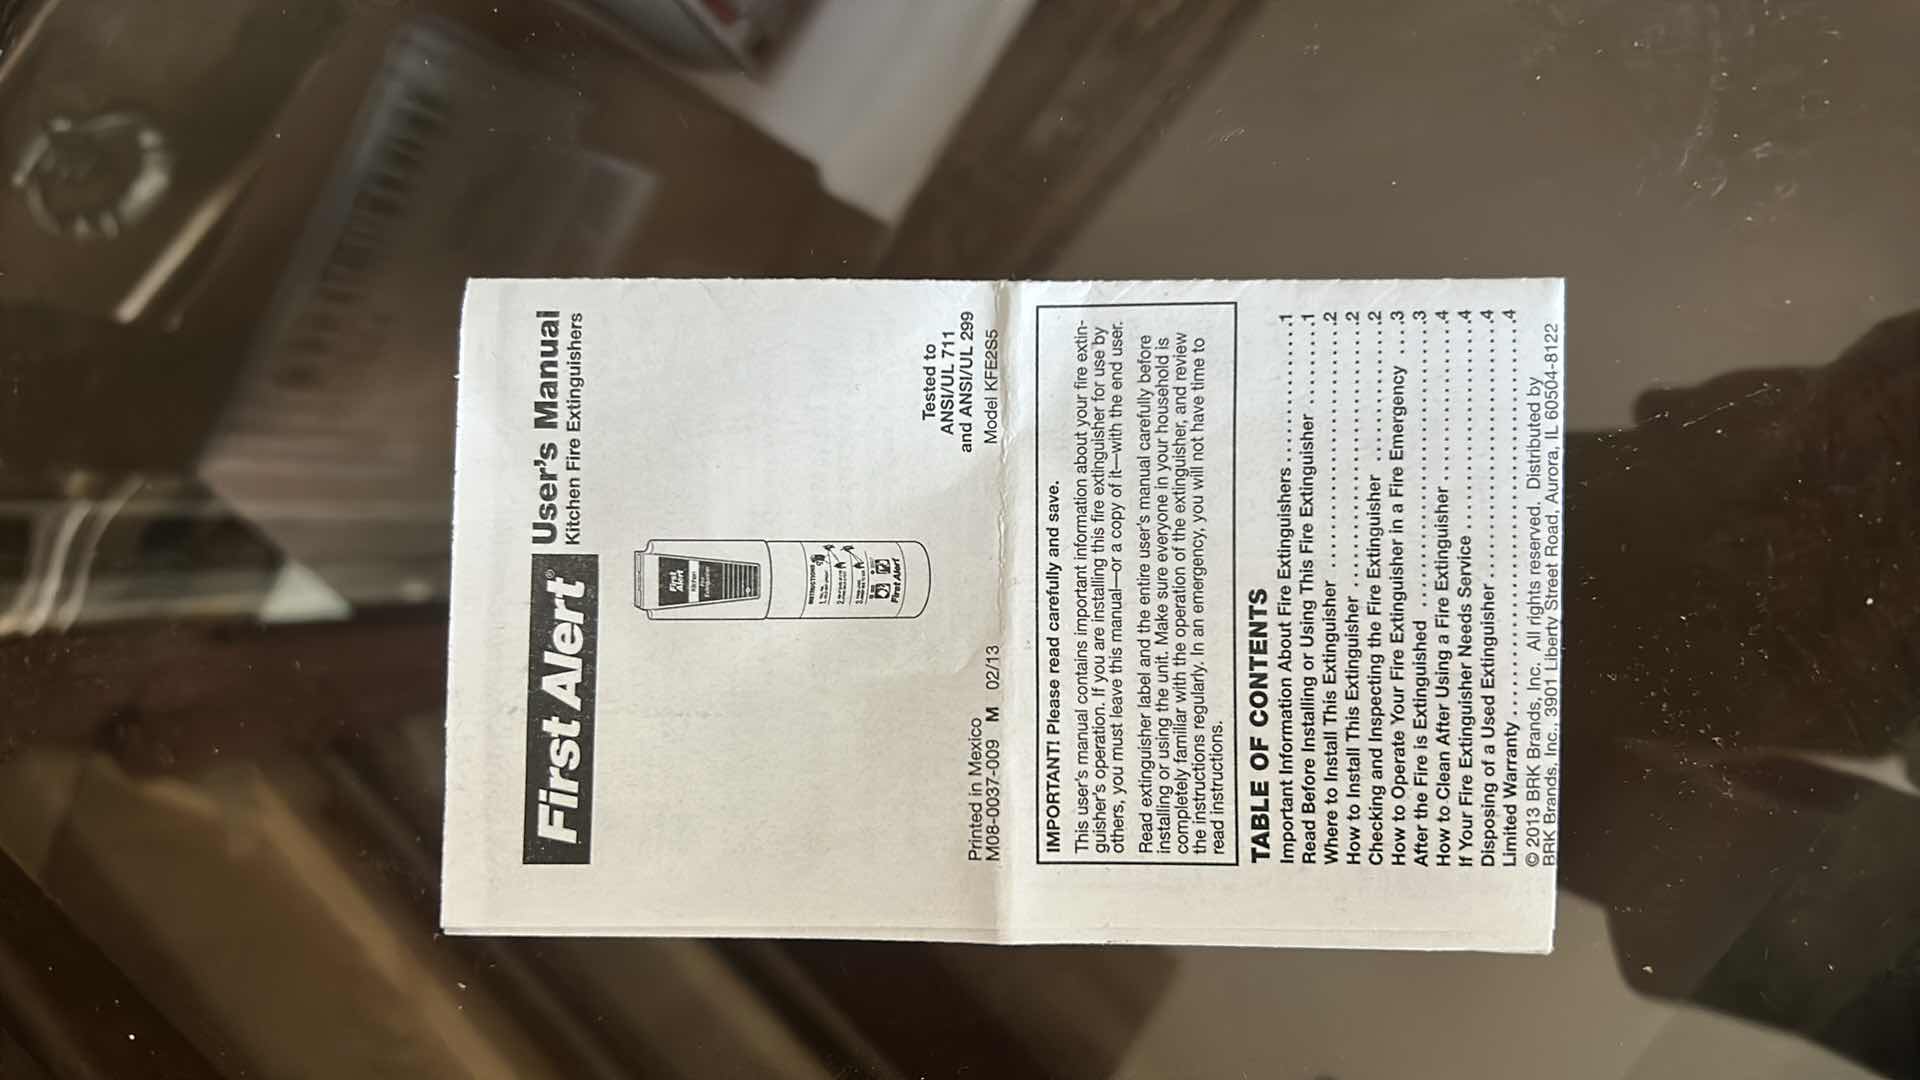 First Alert® User's Manual
Kitchen Fire Extinguishers
First Alert
INSTRUCTIONS
First Alert
Tested to
ANSI/UL 711
and ANSI/UL 299
Printed in Mexico
M08-0037-009 M 02/13 Model KFE2S5
IMPORTANT! Please read carefully and save.
This user's manual contains important information about your fire extin-
guisher's operation. If you are installing this fire extinguisher for use by
others, you must leave this manual—or a copy of it—with the end user.
Read extinguisher label and the entire user's manual carefully before
installing or using the unit. Make sure everyone in your household is
completely familiar with the operation of the extinguisher, and review
the instructions regularly. In an emergency, you will not have time to
read instructions.
TABLE OF CONTENTS
Important Information About Fire Extinguishers.............1
Read Before Installing or Using This Fire Extinguisher .......1
Where to Install This Extinguisher ........................2
How to Install This Extinguisher .........................2
Checking and Inspecting the Fire Extinguisher ............2
How to Operate Your Fire Extinguisher in a Fire Emergency ...3
After the Fire is Extinguished ............................3
How to Clean After Using a Fire Extinguisher..............4
If Your Fire Extinguisher Needs Service ...................4
Disposing of a Used Extinguisher ........................4
Limited Warranty ......................................4
© 2013 BRK Brands, Inc. All rights reserved. Distributed by
BRK Brands, Inc., 3901 Liberty Street Road, Aurora, IL 60504-8122